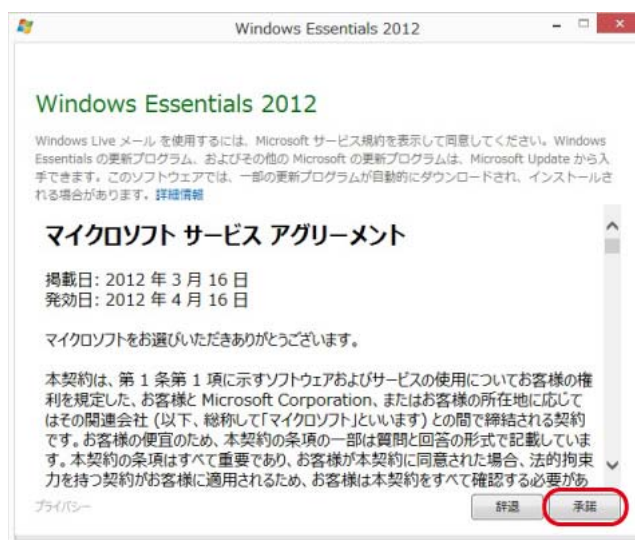 Windows Essentials 2012
Windows Essentials 2012
Windows Live メール を使用するには、Microsoft サービス規約を表示して同意してください。Windows
Essentials の更新プログラム、およびその他の Microsoft の更新プログラムは、Microsoft Update から入
手できます。このソフトウェアでは、一部の更新プログラムが自動的にダウンロードされ、インストールさ
れる場合があります。詳細情報
マイクロソフト サービス アグリーメント
掲載日: 2012 年 3 月 16 日
発効日: 2012 年 4 月 16 日
マイクロソフトをお選びいただきありがとうございます。
本契約は、第 1 条第 1 項に示すソフトウェアおよびサービスの使用についてお客様の権
利を規定した、お客様と Microsoft Corporation、またはお客様の所在地に応じて
はその関連会社 (以下、総称して「マイクロソフト」といいます) との間で締結される契約
です。お客様の便宜のため、本契約の条項の一部は質問と回答の形式で記載していま
す。本契約の条項はすべて重要であり、お客様が本契約に同意された場合、法的拘束
力を持つ契約がお客様に適用されるため、お客様は本契約をすべて確認する必要があ
プライバシー
辞退
承諾